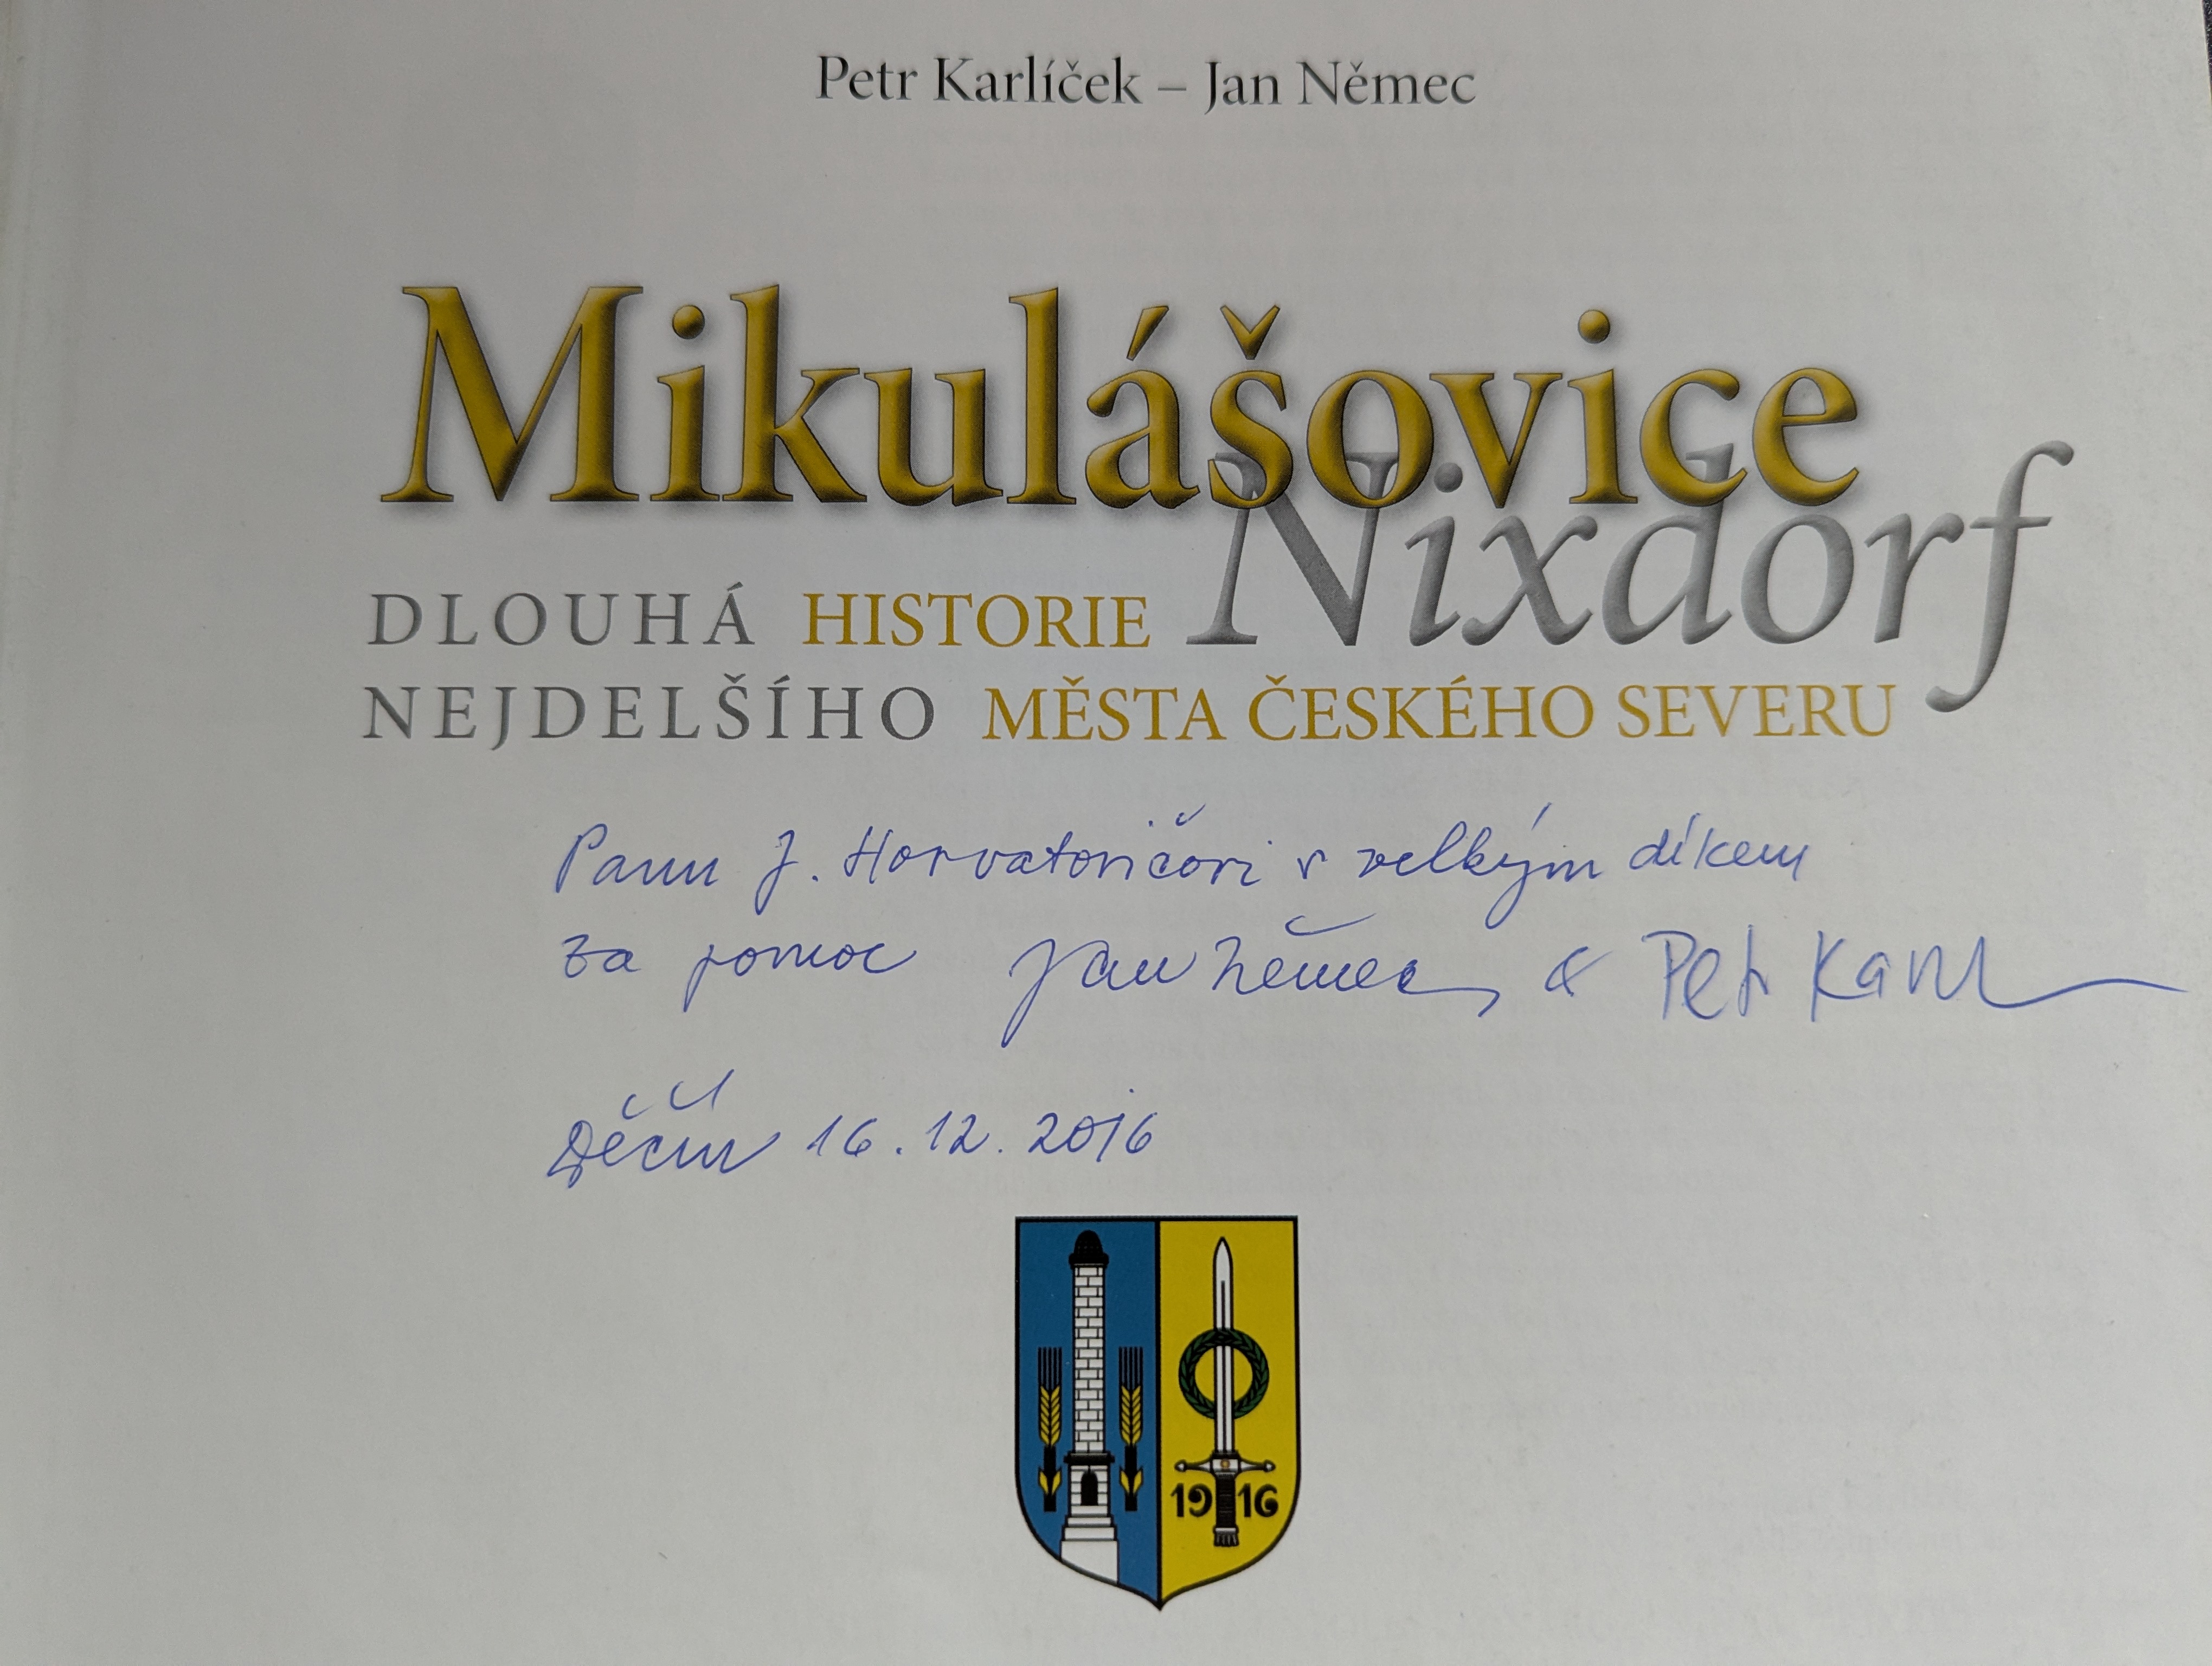 Petr Karlíček – Jan Němec
Mikulášovice
Nixdorf
DLOUHÁ HISTORIE
NEJDELŠÍHO MĚSTA ČESKÉHO SEVERU
Panu J. Horvatovičovi s velkým díkem
za pomoc Jan Němec & Petr Karl
Děčín 16.12.2016
1916